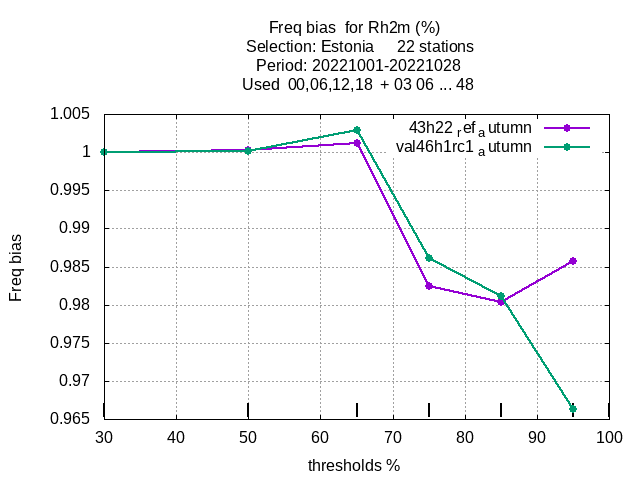 Freq bias for Rh2m (%)
Selection: Estonia 22 stations
Period: 20221001-20221028
Used 00,06,12,18 + 03 06 ... 48
43h22 ref autumn
val46h1rc1 autumn
1.005
1
0.995
0.99
0.985
0.98
0.975
0.97
0.965
Freq bias
30 40 50 60 70 80 90 100
thresholds %